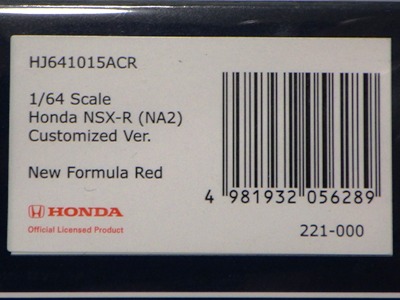 HJ641015ACR
1/64 Scale
Honda NSX-R (NA2)
Customized Ver.
New Formula Red
HONDA
Official Licensed Product
4 981932 056289
221-000